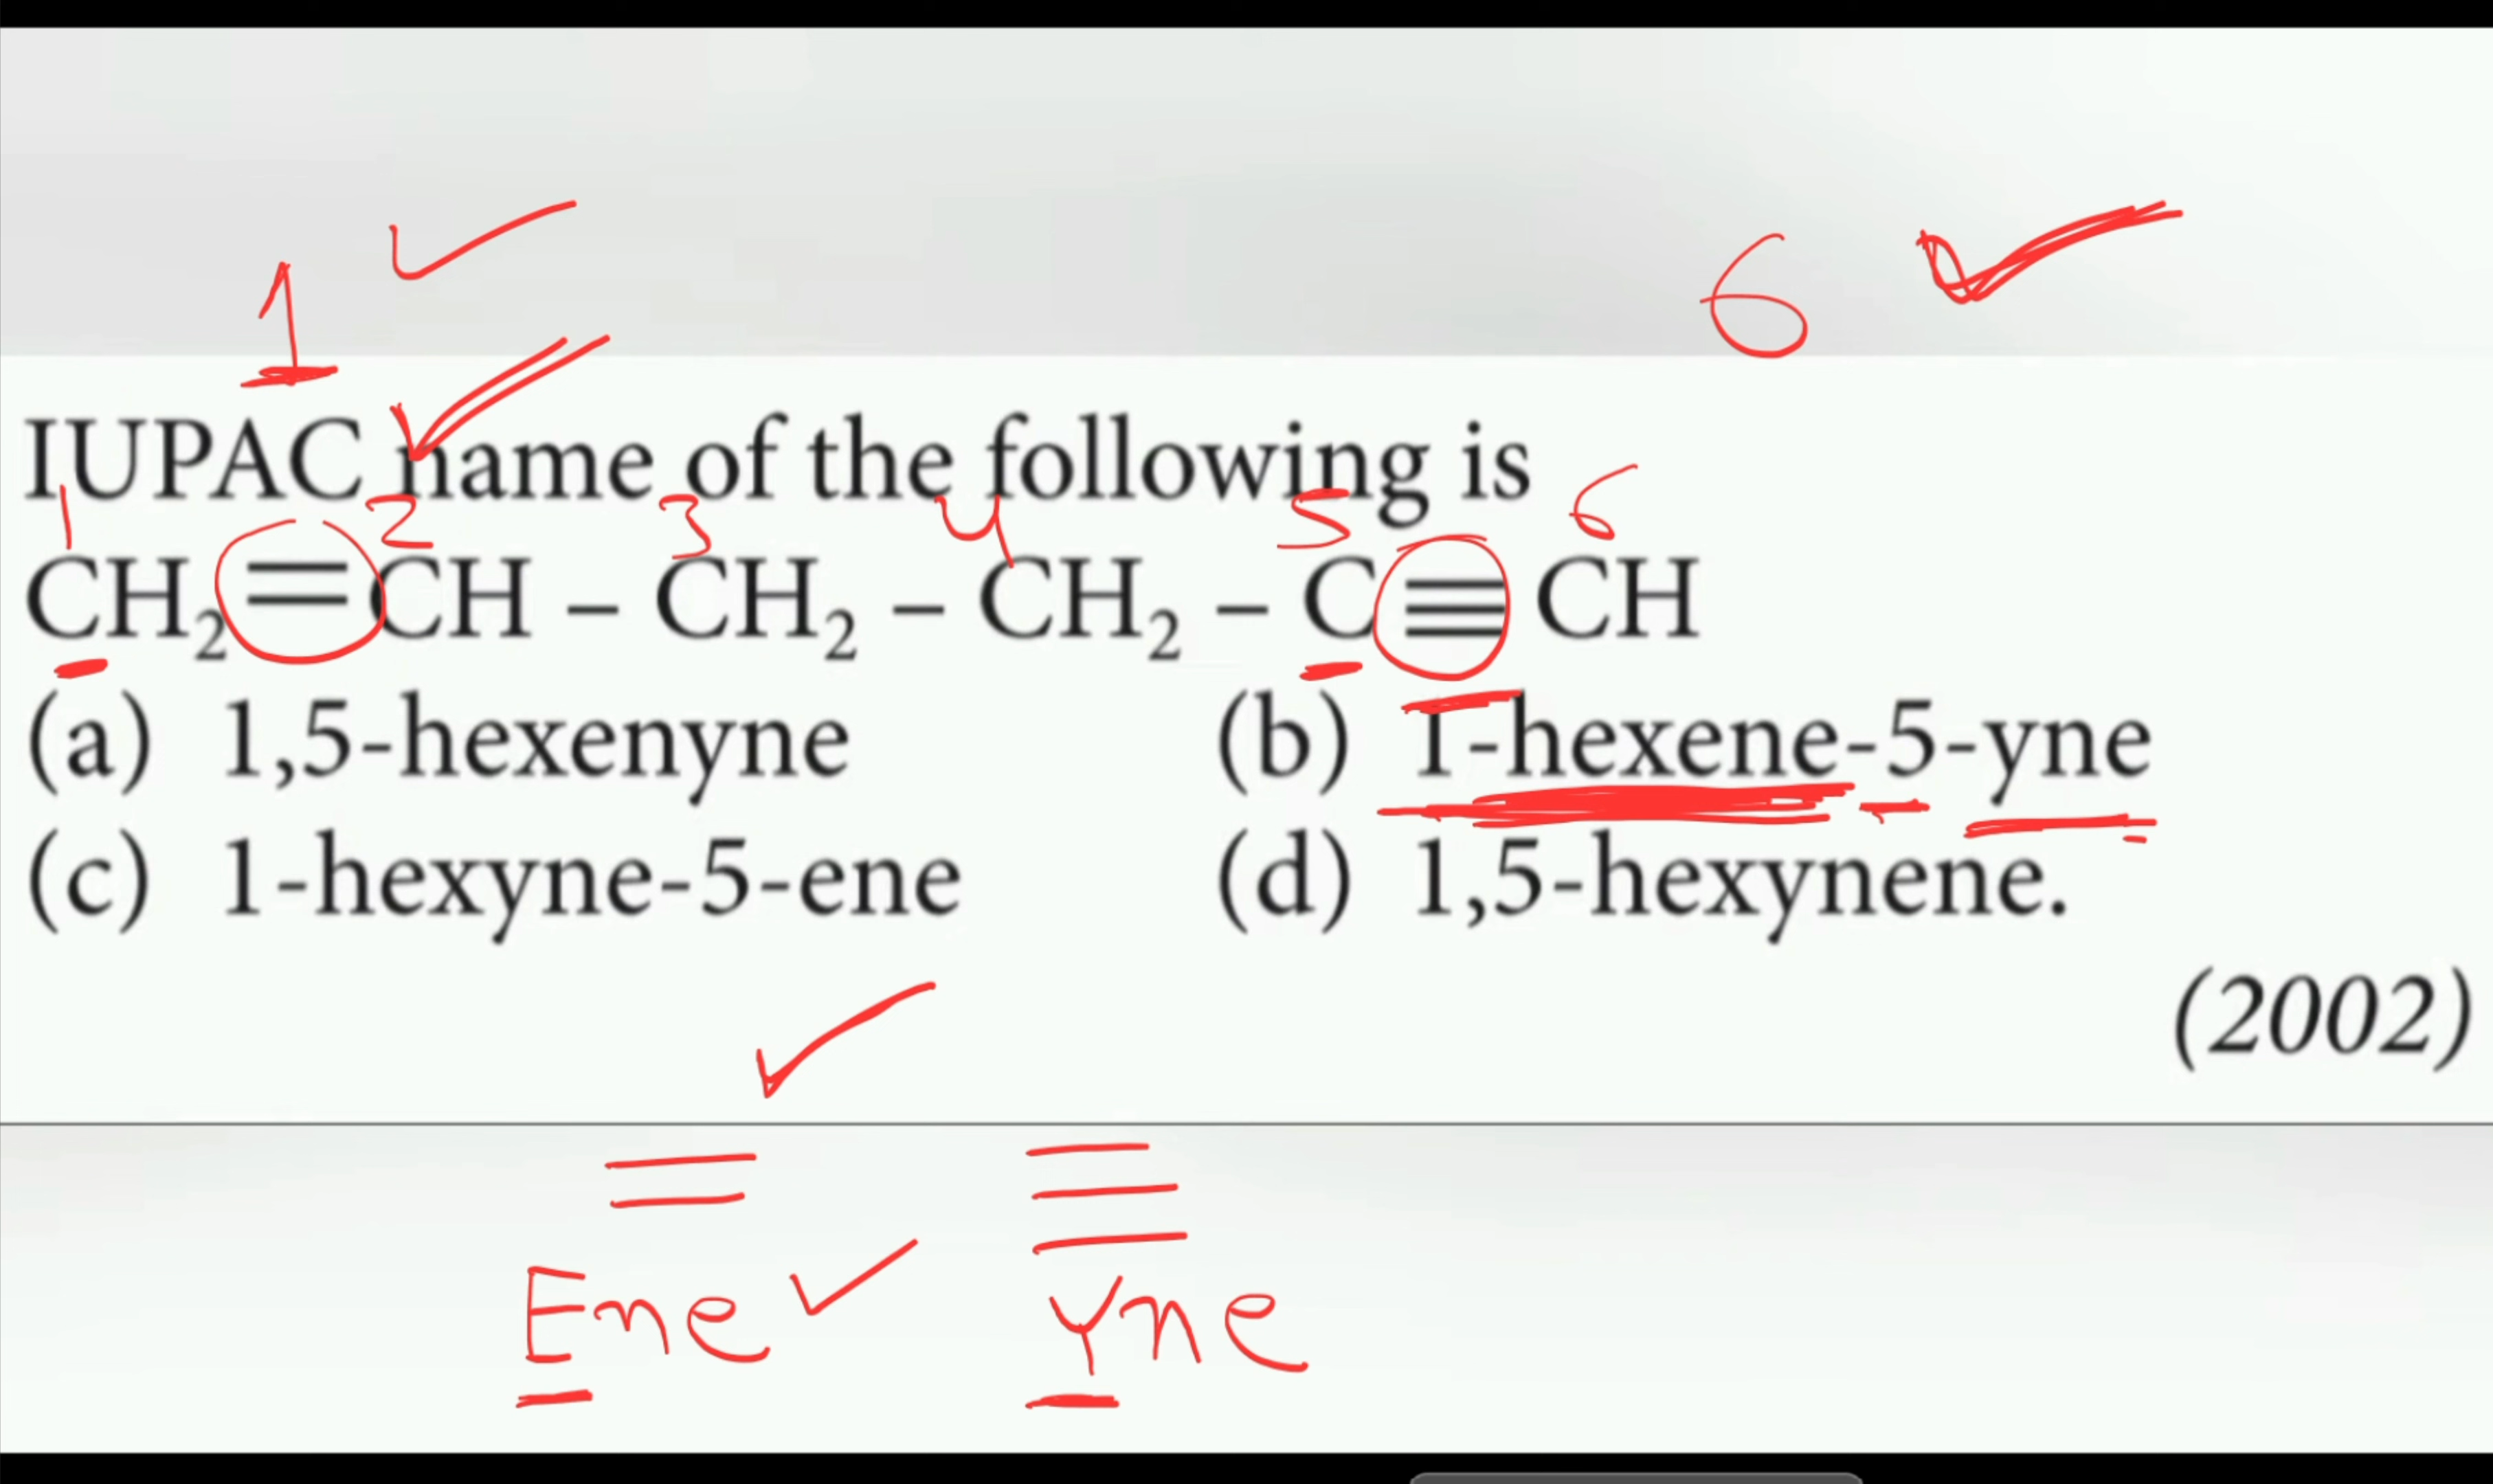 1 6
IUPAC name of the following is
1 2 3 4 5 6
CH₂ = CH – CH₂ – CH₂ – C ≡ CH
(a) 1,5-hexenyne (b) 1-hexene-5-yne
(c) 1-hexyne-5-ene (d) 1,5-hexynene.
(2002)
Ene Yne